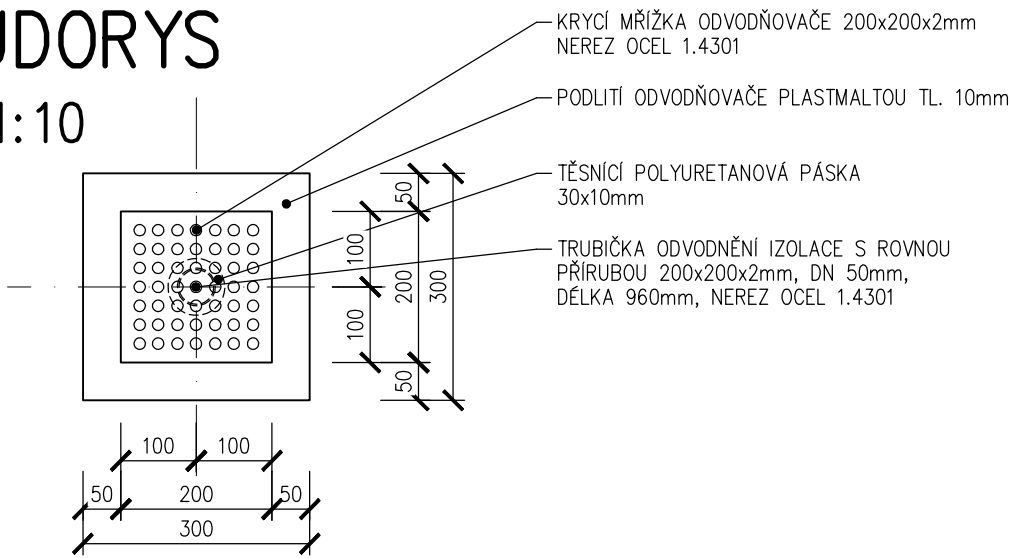 UDORYS
1:10
KRYCÍ MŘÍŽKA ODVODŇOVAČE 200x200x2mm
NEREZ OCEL 1.4301
PODLITÍ ODVODŇOVAČE PLASTMALTOU TL. 10mm
TĚSNÍCÍ POLYURETANOVÁ PÁSKA
30x10mm
TRUBIČKA ODVODNĚNÍ IZOLACE S ROVNOU
PŘÍRUBOU 200x200x2mm, DN 50mm,
DÉLKA 960mm, NEREZ OCEL 1.4301
50
100
200
300
100
50
100 100
50 200 50
300